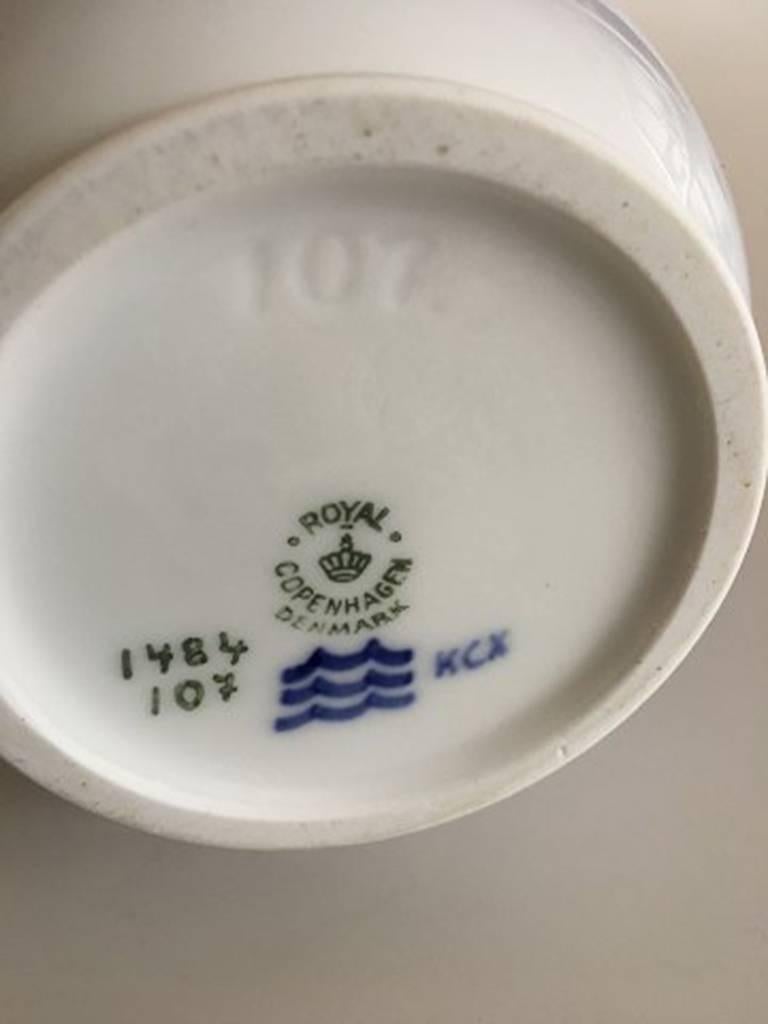 107
ROYAL
COPENHAGEN
DENMARK
1484
107
KCX